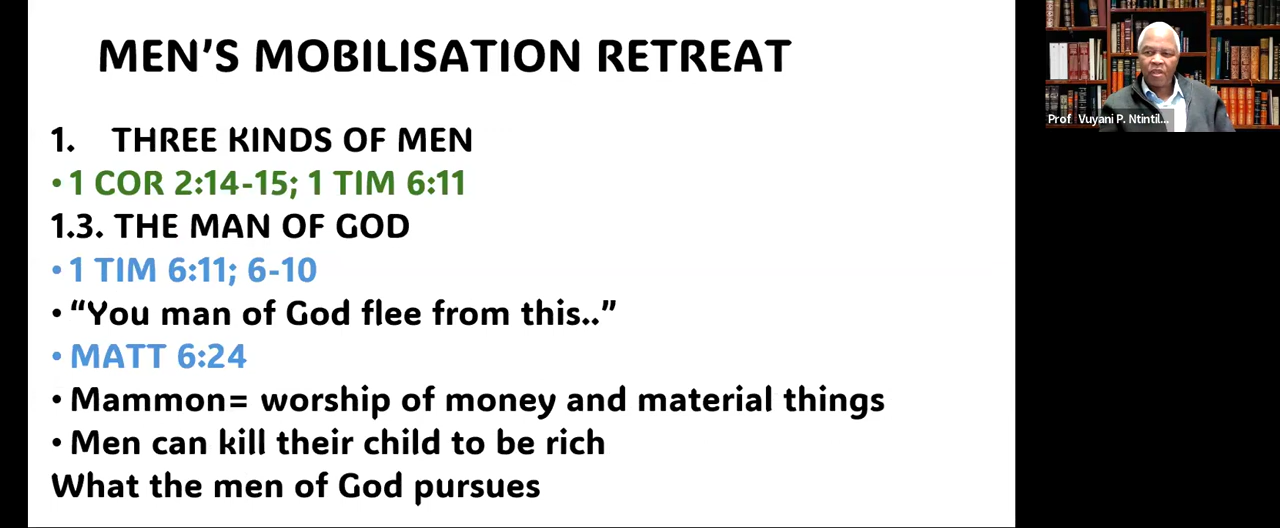 MEN’S MOBILISATION RETREAT
1. THREE KINDS OF MEN
• 1 COR 2:14-15; 1 TIM 6:11
1.3. THE MAN OF GOD
• 1 TIM 6:11; 6-10
• “You man of God flee from this..”
• MATT 6:24
• Mammon= worship of money and material things
• Men can kill their child to be rich
What the men of God pursues
Prof Vuyani P. Ntintil...